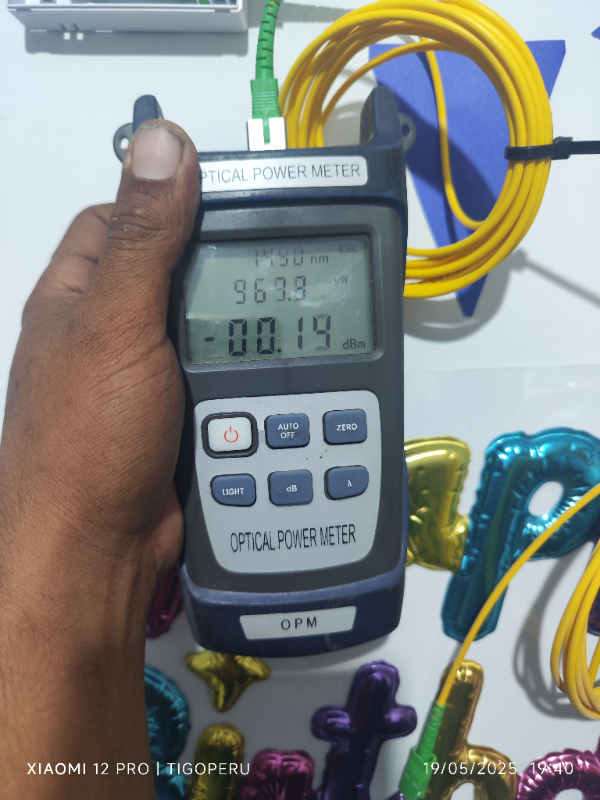 PTICAL POWER METER
1490 nm
969.8 uW
-00.19 dBm
AUTO OFF
ZERO
LIGHT
dB
λ
OPTICAL POWER METER
OPM
XIAOMI 12 PRO | TIGOPERU
19/05/2025 19:40